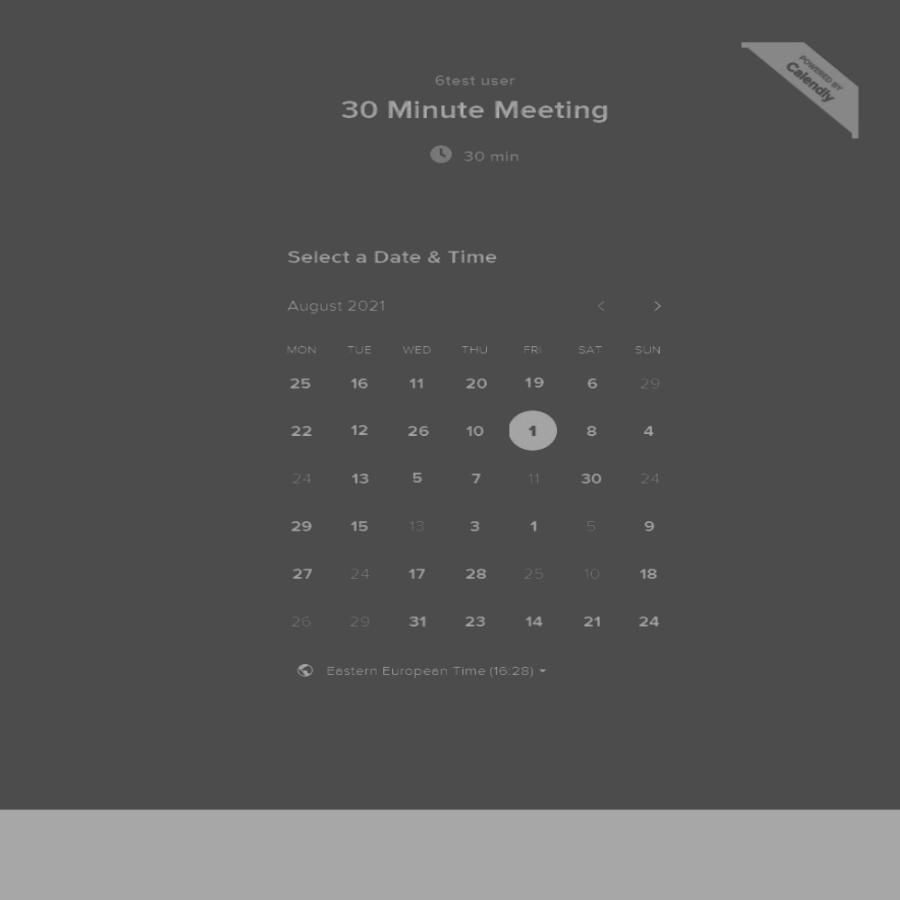 POWERED BY
Calendly
6test user
30 Minute Meeting
30 min
Select a Date & Time
August 2021
MON TUE WED THU FRI SAT SUN
25 16 11 20 19 6 29
22 12 26 10 1 8 4
24 13 5 7 11 30 24
29 15 13 3 1 5 9
27 24 17 28 25 10 18
26 29 31 23 14 21 24
Eastern European Time (16:28)